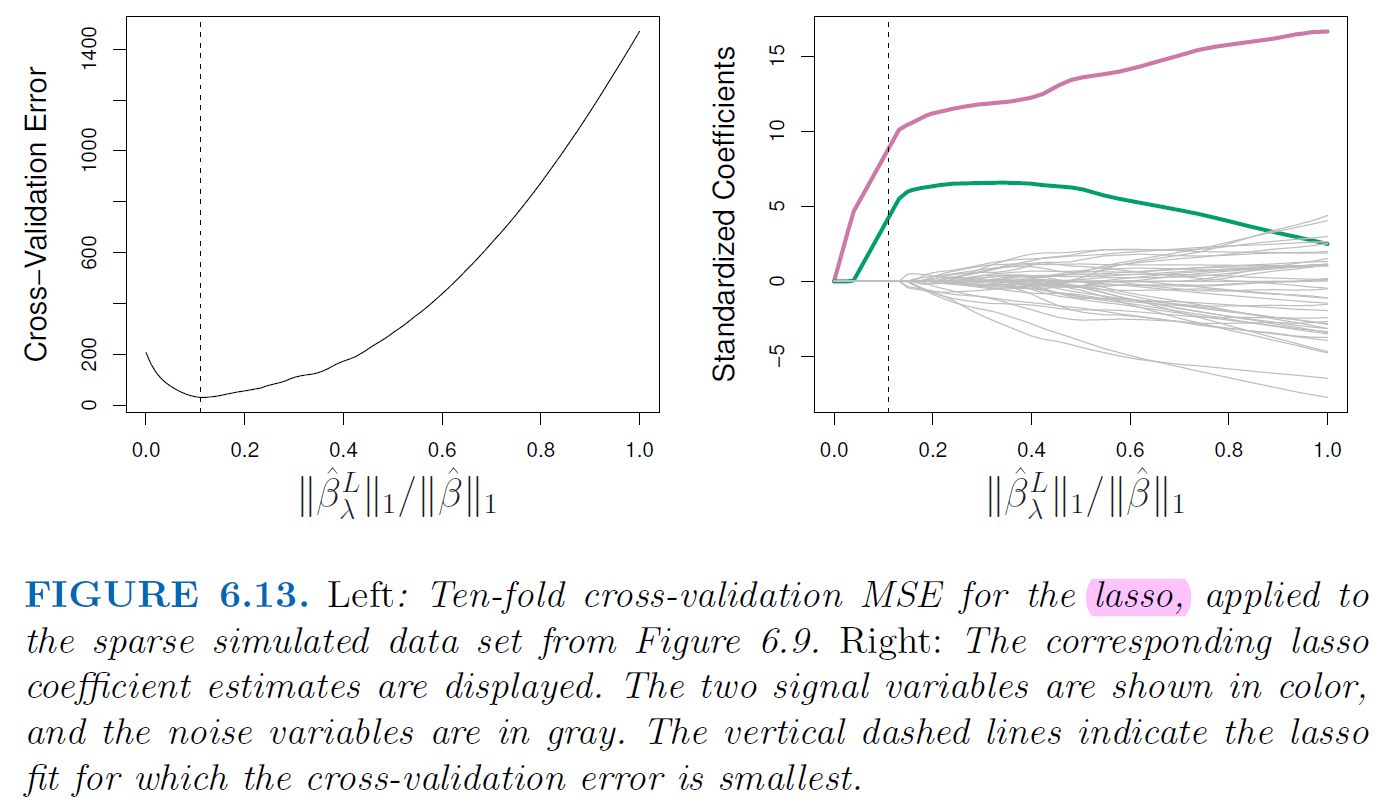 Cross−Validation Error
0 200 600 1000 1400
0.0 0.2 0.4 0.6 0.8 1.0
‖β̂ᴸ_λ‖₁/‖β̂‖₁
Standardized Coefficients
−5 0 5 10 15
0.0 0.2 0.4 0.6 0.8 1.0
‖β̂ᴸ_λ‖₁/‖β̂‖₁
FIGURE 6.13. Left: Ten-fold cross-validation MSE for the lasso, applied to
the sparse simulated data set from Figure 6.9. Right: The corresponding lasso
coefficient estimates are displayed. The two signal variables are shown in color,
and the noise variables are in gray. The vertical dashed lines indicate the lasso
fit for which the cross-validation error is smallest.